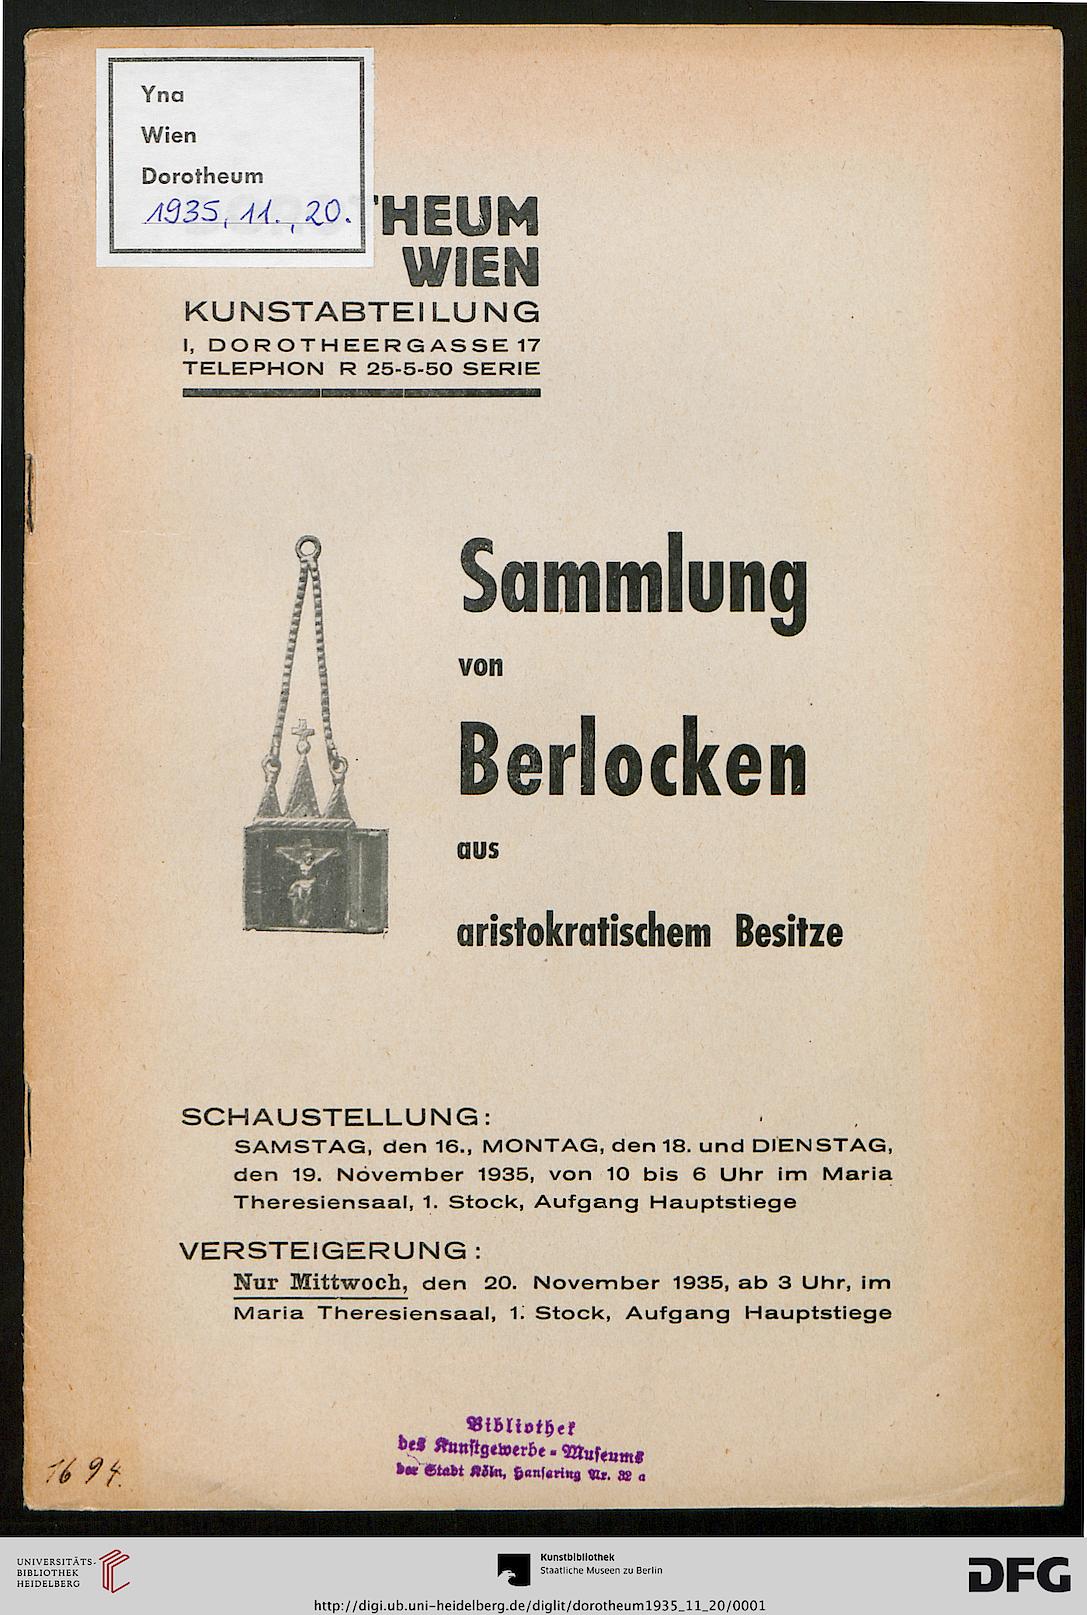 Yna
Wien
Dorotheum
1935, 11., 20.
THEUM
WIEN
KUNSTABTEILUNG
I, DOROTHEERGASSE 17
TELEPHON R 25-5-50 SERIE
Sammlung
von
Berlocken
aus
aristokratischem Besitze
SCHAUSTELLUNG:
SAMSTAG, den 16., MONTAG, den 18. und DIENSTAG,
den 19. November 1935, von 10 bis 6 Uhr im Maria
Theresiensaal, 1. Stock, Aufgang Hauptstiege
VERSTEIGERUNG:
Nur Mittwoch, den 20. November 1935, ab 3 Uhr, im
Maria Theresiensaal, 1. Stock, Aufgang Hauptstiege
Bibliothek
des Kunstgewerbe-Museums
der Stadt Köln, Hansaring Nr. 32 a
1694.
UNIVERSITÄTS-
BIBLIOTHEK
HEIDELBERG
Kunstbibliothek
Staatliche Museen zu Berlin
DFG
http://digi.ub.uni-heidelberg.de/diglit/dorotheum1935_11_20/0001